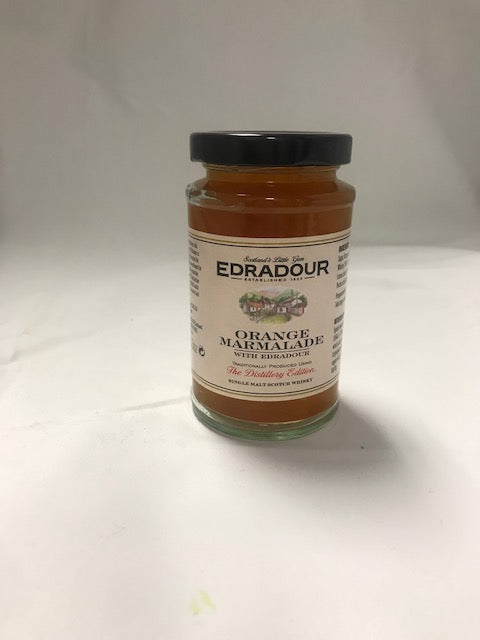 Scotland's Little Gem
EDRADOUR
ESTABLISHED 1825
ORANGE
MARMALADE
WITH EDRADOUR
TRADITIONALLY PRODUCED USING
The Distillery Edition
SINGLE MALT SCOTCH WHISKY